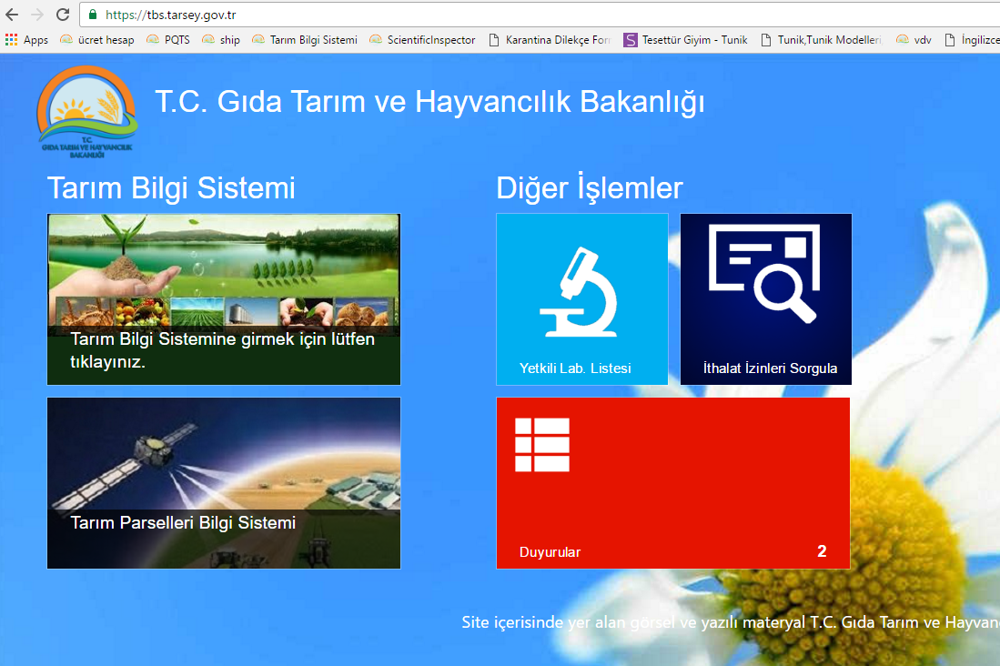 https://tbs.tarsey.gov.tr
Apps ücret hesap PQTS ship Tarım Bilgi Sistemi ScientificInspector Karantina Dilekçe For Tesettür Giyim - Tunik Tunik,Tunik Modelleri, vdv İngilizce
T.C. Gıda Tarım ve Hayvancılık Bakanlığı
T.C.
GIDA TARIM VE HAYVANCILIK
BAKANLIĞI
Tarım Bilgi Sistemi
Tarım Bilgi Sistemine girmek için lütfen
tıklayınız.
Tarım Parselleri Bilgi Sistemi
Diğer İşlemler
Yetkili Lab. Listesi
İthalat İzinleri Sorgula
Duyurular 2
Site içerisinde yer alan görsel ve yazılı materyal T.C. Gıda Tarım ve Hayvan